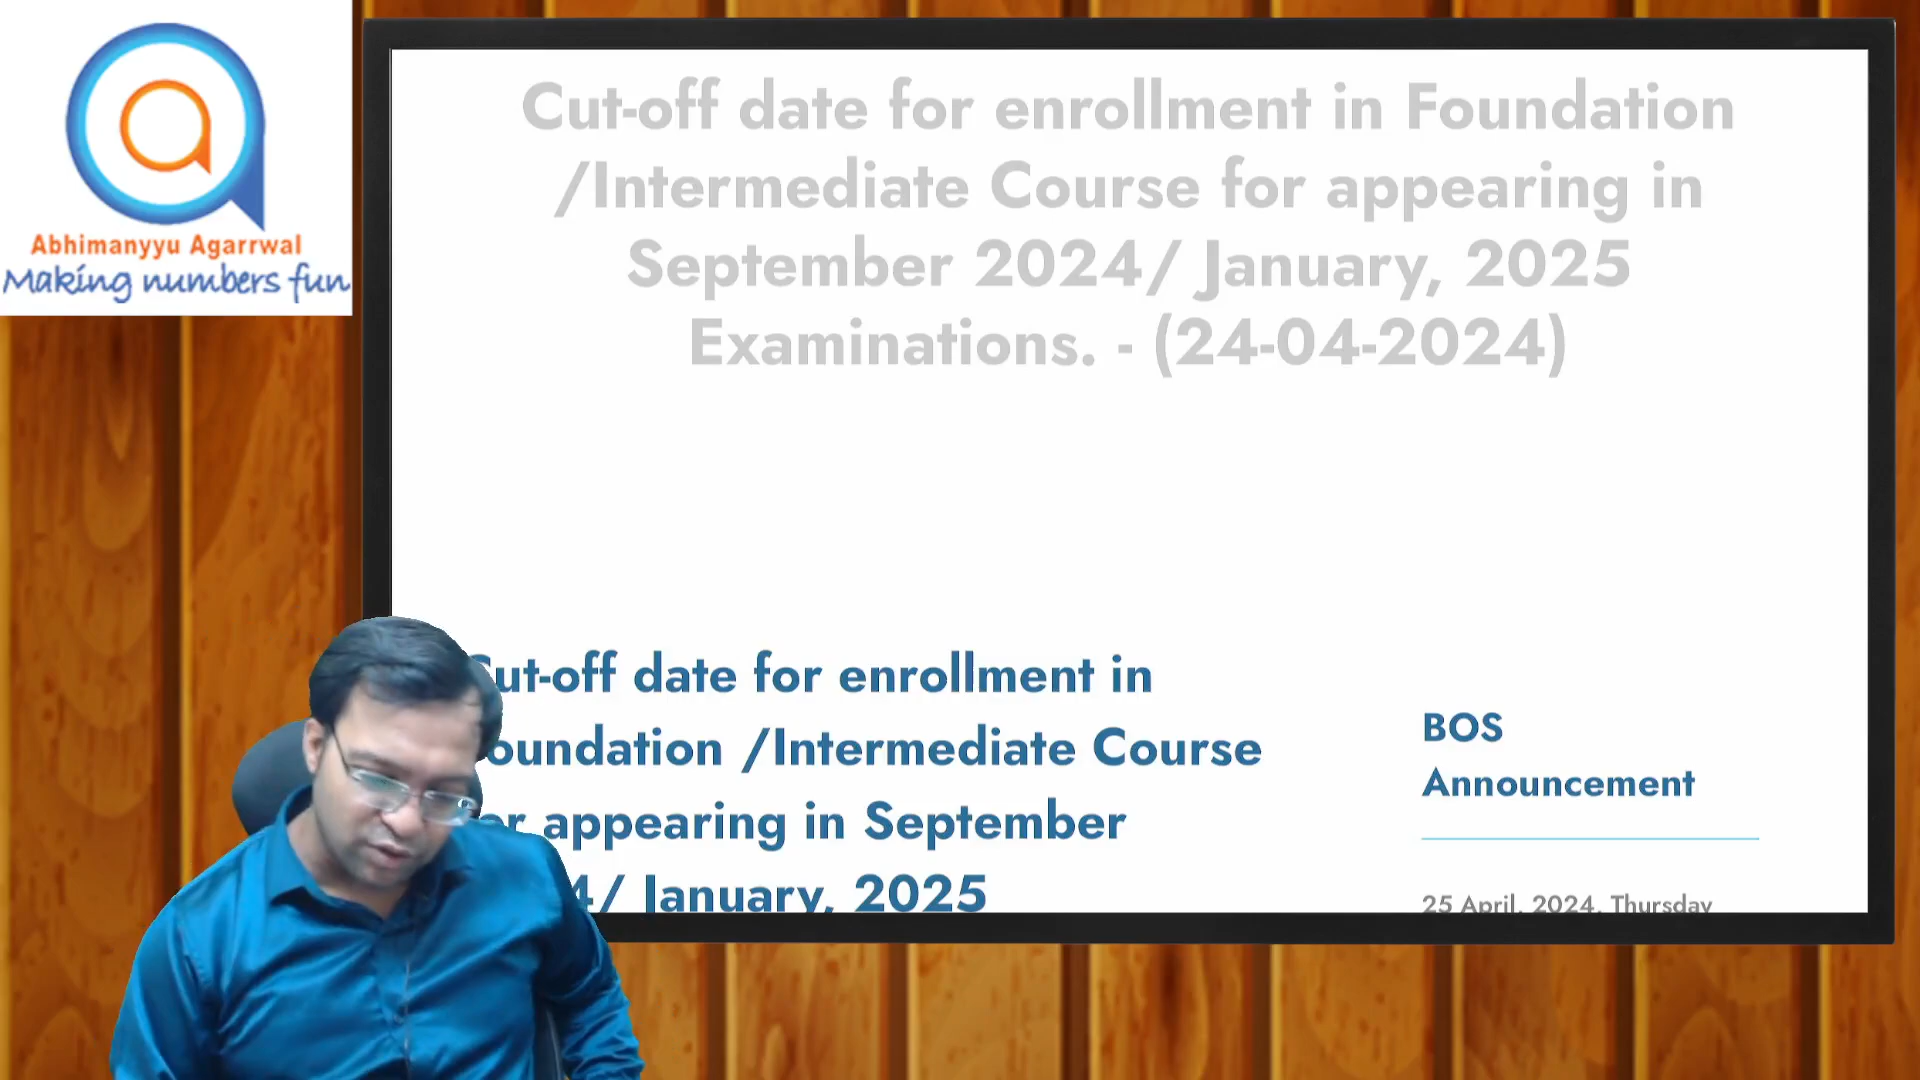 Abhimanyyu Agarrwal
Making numbers fun
Cut-off date for enrollment in Foundation
/Intermediate Course for appearing in
September 2024/ January, 2025
Examinations. - (24-04-2024)
Cut-off date for enrollment in
oundation /Intermediate Course
appearing in September
4/ January, 2025
BOS
Announcement
25 April, 2024, Thursday